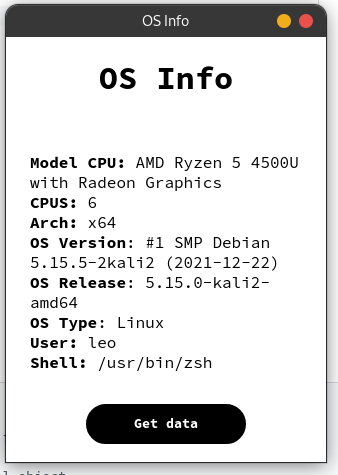 OS Info
OS Info
Model CPU: AMD Ryzen 5 4500U
with Radeon Graphics
CPUS: 6
Arch: x64
OS Version: #1 SMP Debian
5.15.5-2kali2 (2021-12-22)
OS Release: 5.15.0-kali2-
amd64
OS Type: Linux
User: leo
Shell: /usr/bin/zsh
Get data